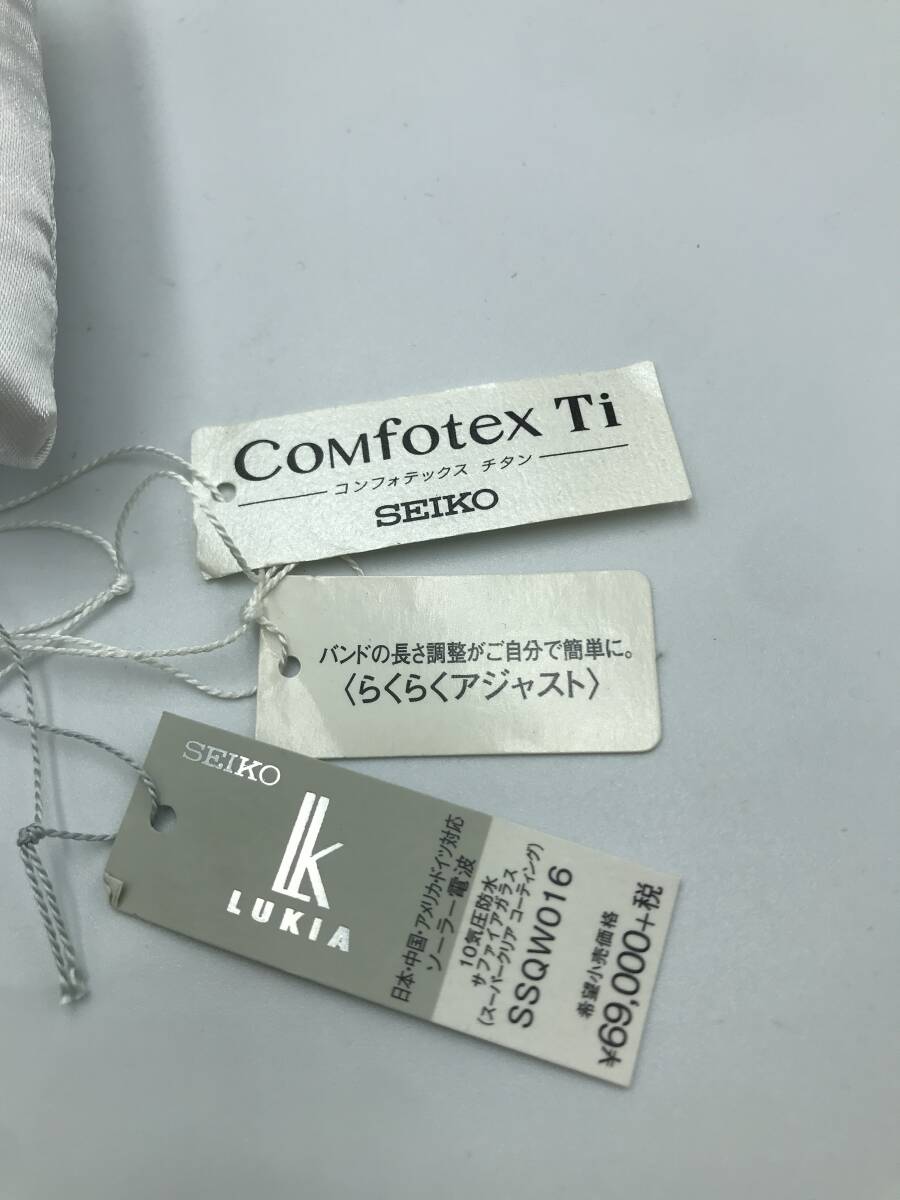 COMfotex Ti
コンフォテックス チタン
SEIKO
バンドの長さ調整がご自分で簡単に。
〈らくらくアジャスト〉
SEIKO
LK
LUKIA
日本・中国・アメリカ・ドイツ対応
ソーラー電波
10気圧防水
サファイアガラス
(スーパークリア コーティング)
SSQW016
希望小売価格
¥69,000+税